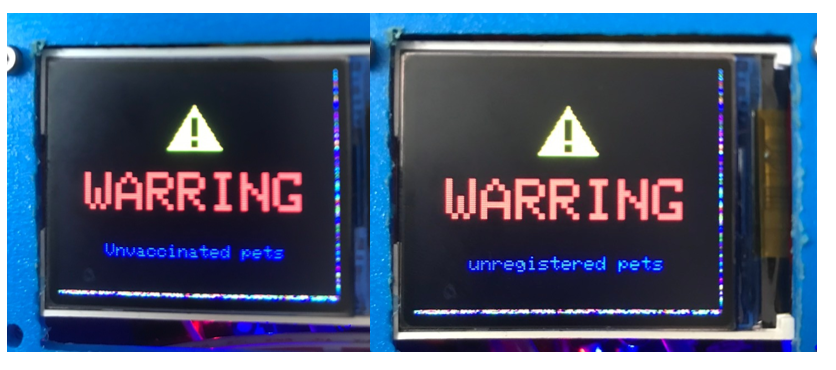 WARRING
Unvaccinated pets
WARRING
unregistered pets